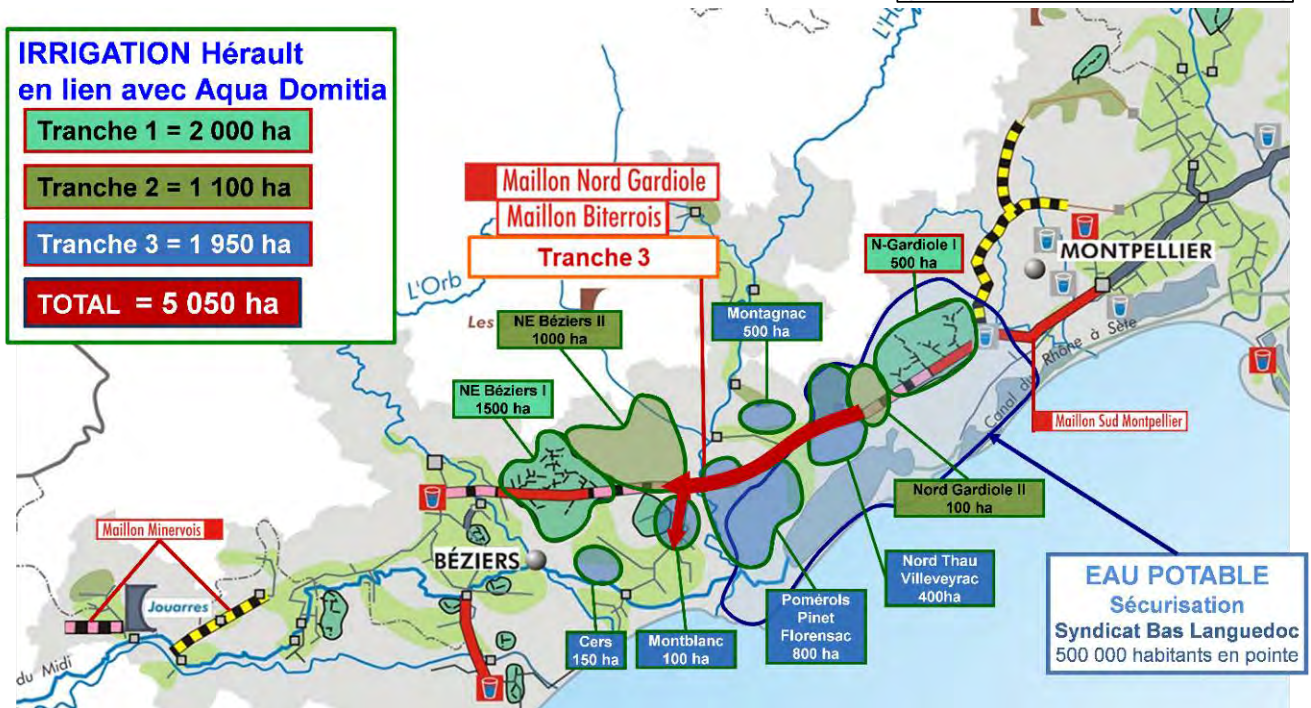 IRRIGATION Hérault
en lien avec Aqua Domitia
Tranche 1 = 2 000 ha
Tranche 2 = 1 100 ha
Tranche 3 = 1 950 ha
TOTAL = 5 050 ha
L'Orb
Les
Maillon Nord Gardiole
Maillon Biterrois
Tranche 3
NE Béziers II
1000 ha
NE Béziers I
1500 ha
Montagnac
500 ha
N-Gardiole I
500 ha
MONTPELLIER
Canal du Rhône à Sète
Maillon Sud Montpellier
Nord Gardiole II
100 ha
Nord Thau
Villeveyrac
400ha
Pomérols
Pinet
Florensac
800 ha
Montblanc
100 ha
Cers
150 ha
BÉZIERS
Maillon Minervois
Jouarres
du Midi
EAU POTABLE
Sécurisation
Syndicat Bas Languedoc
500 000 habitants en pointe